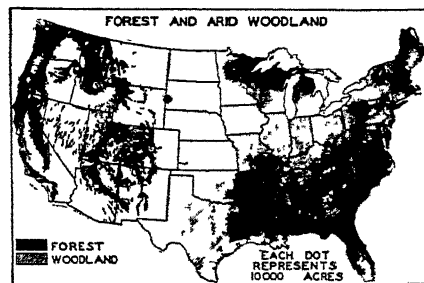 FOREST AND ARID WOODLAND
FOREST
WOODLAND
EACH DOT
REPRESENTS
10000 ACRES